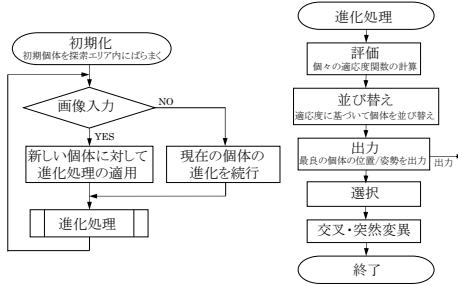 初期化
初期個体を探索エリア内にばらまく
画像入力
NO
YES
新しい個体に対して
進化処理の適用
現在の個体の
進化を続行
進化処理
進化処理
評価
個々の適応度関数の計算
並び替え
適応度に基づいて個体を並び替え
出力
最良の個体の位置/姿勢を出力
出力
選択
交叉・突然変異
終了